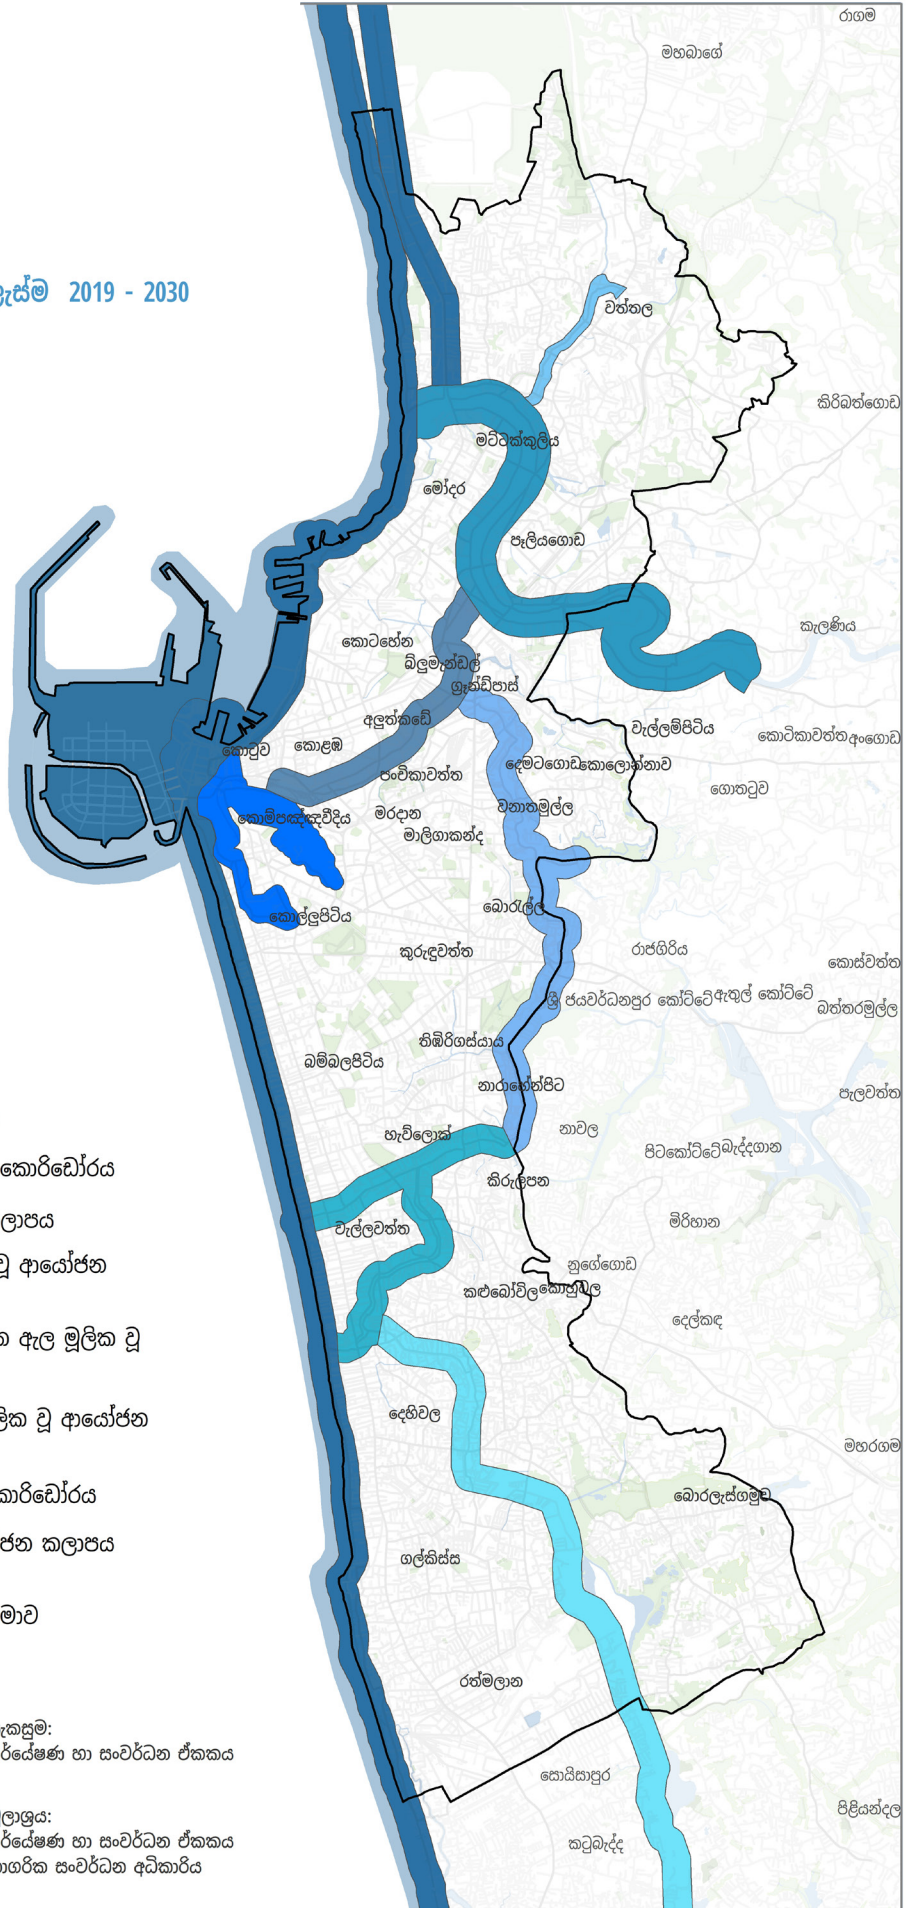 රාගම
මහබාගේ
2019 - 2030
වත්තල
කිරිබත්ගොඩ
මට්ටක්කුලිය
මෝදර
පෑලියගොඩ
කැලණිය
කොටහේන
බ්ලුමැන්ඩල්
ග්‍රෑන්ඩ්පාස්
අලුත්කඩේ
වැල්ලම්පිටිය
කොටිකාවත්ත අංගොඩ
කොටුව
කොළඹ
දෙමටගොඩ කොලොන්නාව
පංචිකාවත්ත
ගොතටුව
වනාතමුල්ල
කොම්පඤ්ඤවීදිය
මරදාන
මාලිගාකන්ද
බොරැල්ල
කොල්ලුපිටිය
කුරුඳුවත්ත
රාජගිරිය
කොස්වත්ත
ශ්‍රී ජයවර්ධනපුර කෝට්ටේ ඇතුල් කෝට්ටේ
බත්තරමුල්ල
තිඹිරිගස්යාය
බම්බලපිටිය
නාරාහේන්පිට
පැලවත්ත
නාවල
හැව්ලොක්
පිටකෝට්ටේ බැද්දගාන
කොරිඩෝරය
කිරුලපන
ලාපය
මිරිහාන
වැල්ලවත්ත
වූ ආයෝජන
නුගේගොඩ
කළුබෝවිල කොහුවල
දෙල්කඳ
ඇල මූලික වූ
දෙහිවල
ලික වූ ආයෝජන
මහරගම
කාරිඩෝරය
බොරලැස්ගමුව
ජන කලාපය
ගල්කිස්ස
මාව
රත්මලාන
ැකසුම:
ර්යේෂණ හා සංවර්ධන ඒකකය
සොයිසාපුර
පිළියන්දල
ූලාශ්‍රය:
ර්යේෂණ හා සංවර්ධන ඒකකය
කටුබැද්ද
ාගරික සංවර්ධන අධිකාරිය